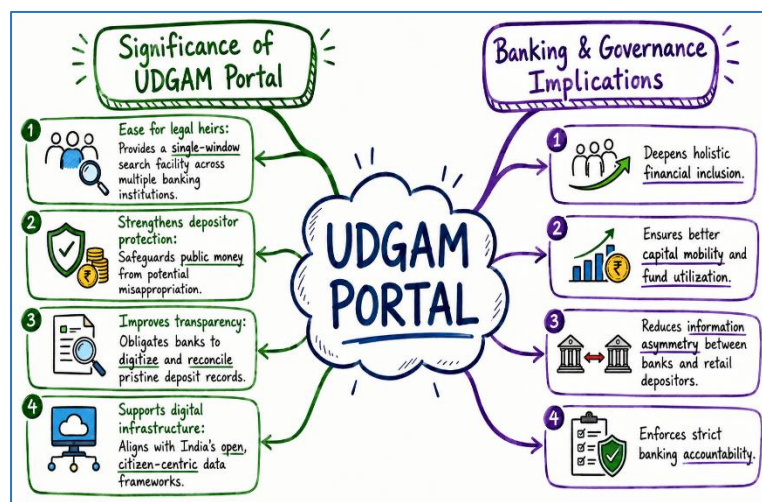 Significance of
UDGAM Portal
1
Ease for legal heirs:
Provides a single-window
search facility across
multiple banking
institutions.
2
Strengthens depositor
protection:
Safeguards public money
from potential
misappropriation.
3
Improves transparency:
Obligates banks to
digitize and reconcile
pristine deposit records.
4
Supports digital
infrastructure:
Aligns with India's open,
citizen-centric data
frameworks.
UDGAM
PORTAL
Banking & Governance
Implications
1
Deepens holistic
financial inclusion.
2
Ensures better
capital mobility and
fund utilization.
3
Reduces information
asymmetry between
banks and retail
depositors.
4
Enforces strict
banking accountability.